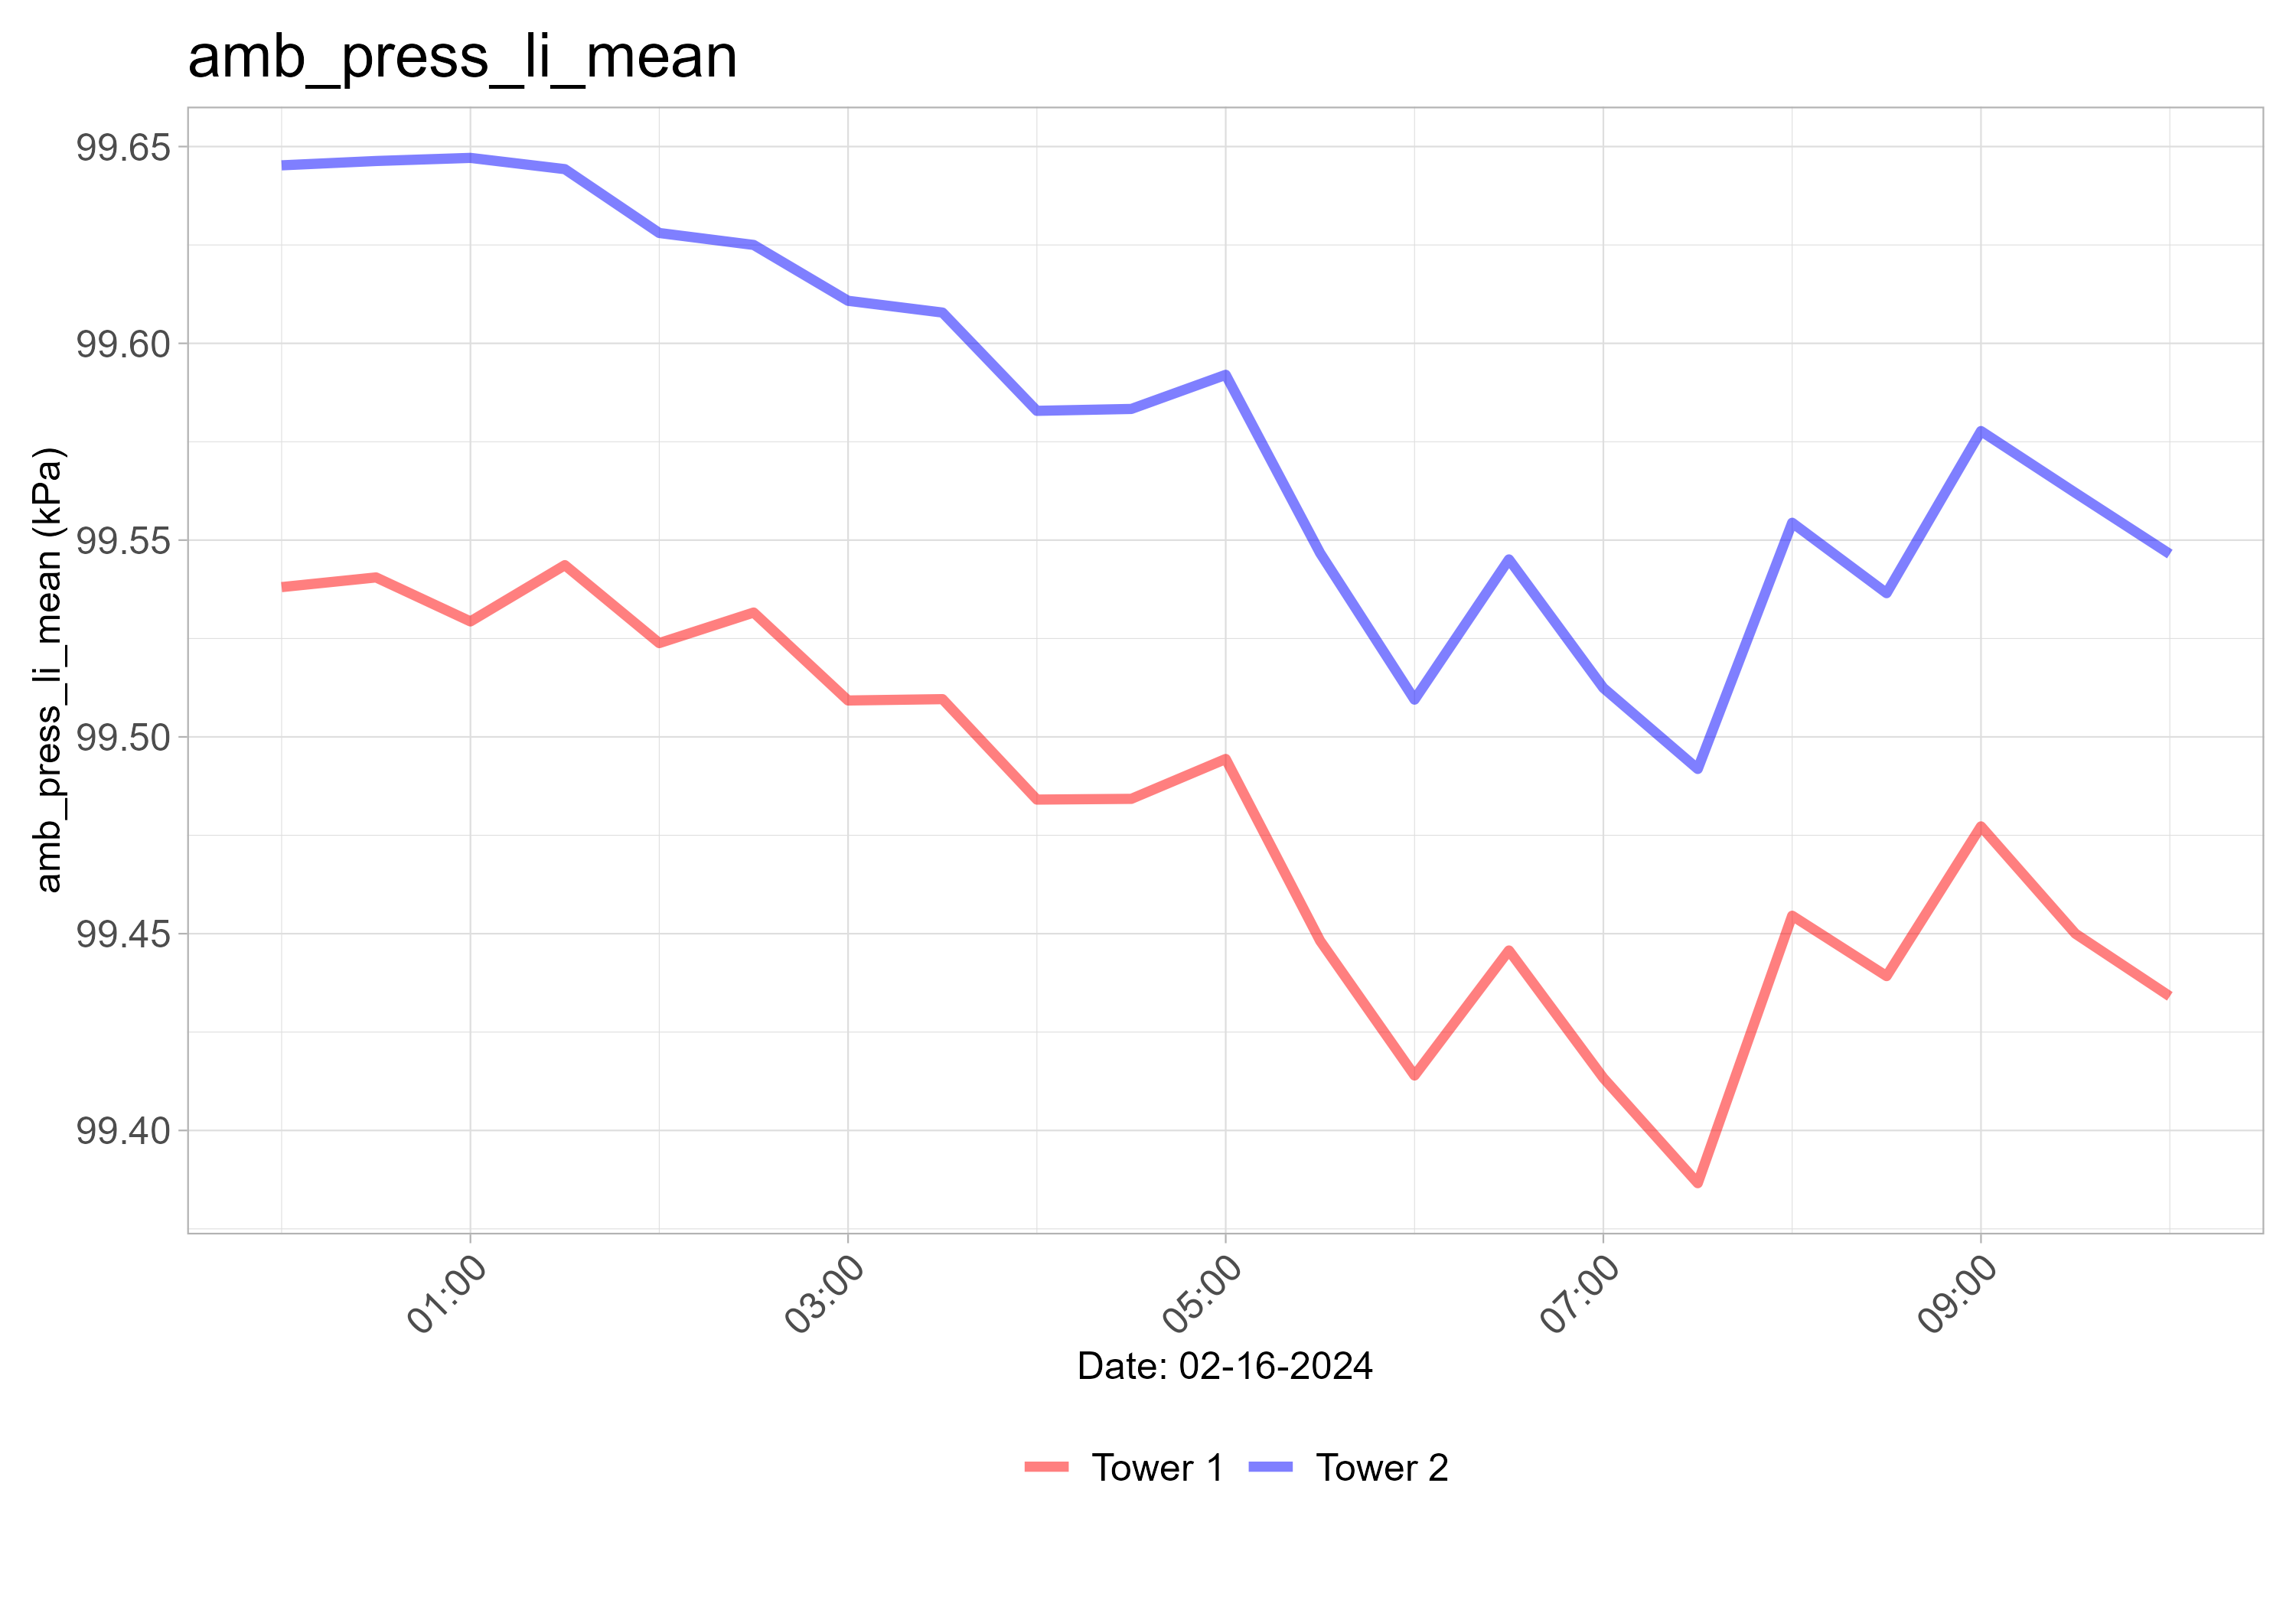 amb_press_li_mean
amb_press_li_mean (kPa)
99.65
99.60
99.55
99.50
99.45
99.40
01:00 03:00 05:00 07:00 09:00
Date: 02-16-2024
Tower 1 Tower 2